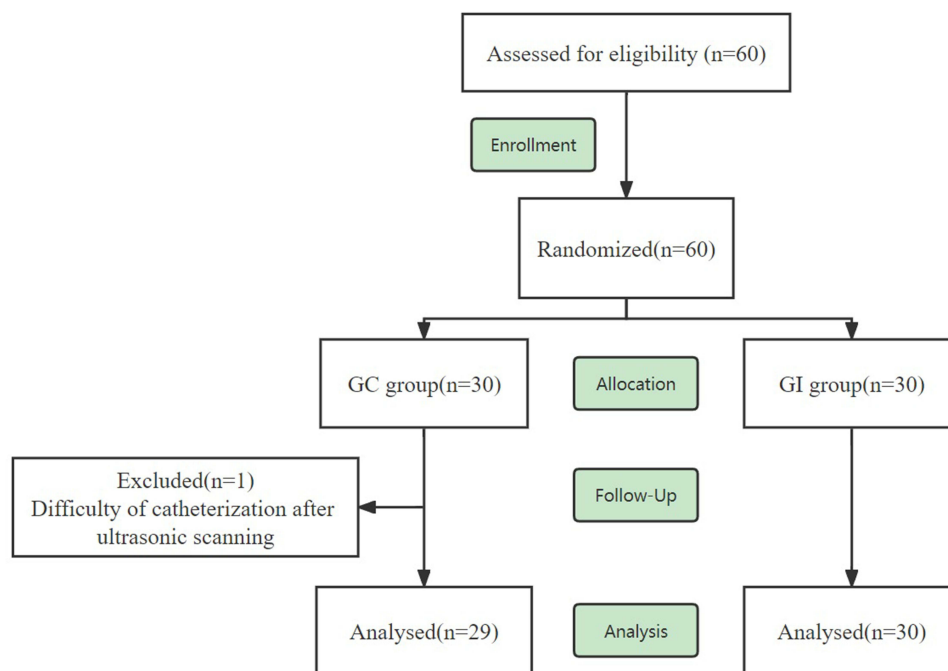 Assessed for eligibility (n=60)
Enrollment
Randomized(n=60)
GC group(n=30)
Allocation
GI group(n=30)
Excluded(n=1)
Difficulty of catheterization after
ultrasonic scanning
Follow-Up
Analysed(n=29)
Analysis
Analysed(n=30)